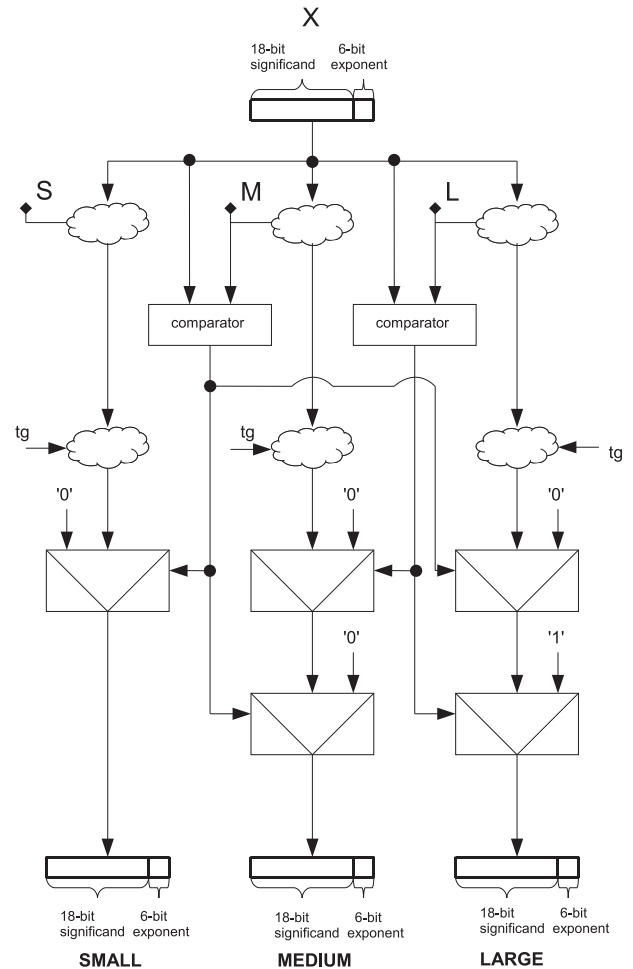 X
18-bit significand
6-bit exponent
S
M
L
comparator
comparator
tg
tg
tg
'0'
'0'
'0'
'0'
'1'
18-bit significand
6-bit exponent
18-bit significand
6-bit exponent
18-bit significand
6-bit exponent
SMALL
MEDIUM
LARGE